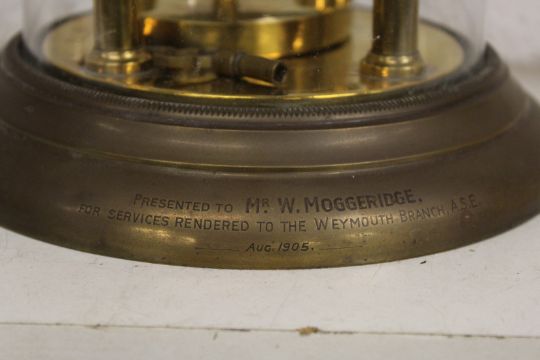 PRESENTED TO MR. W. MOGGERIDGE.
FOR SERVICES RENDERED TO THE WEYMOUTH BRANCH, A.S.E.
AUG. 1905.